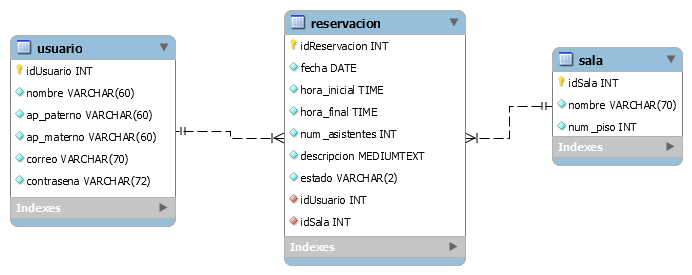 usuario
idUsuario INT
nombre VARCHAR(60)
ap_paterno VARCHAR(60)
ap_materno VARCHAR(60)
correo VARCHAR(70)
contrasena VARCHAR(72)
Indexes
reservacion
idReservacion INT
fecha DATE
hora_inicial TIME
hora_final TIME
num_asistentes INT
descripcion MEDIUMTEXT
estado VARCHAR(2)
idUsuario INT
idSala INT
Indexes
sala
idSala INT
nombre VARCHAR(70)
num_piso INT
Indexes